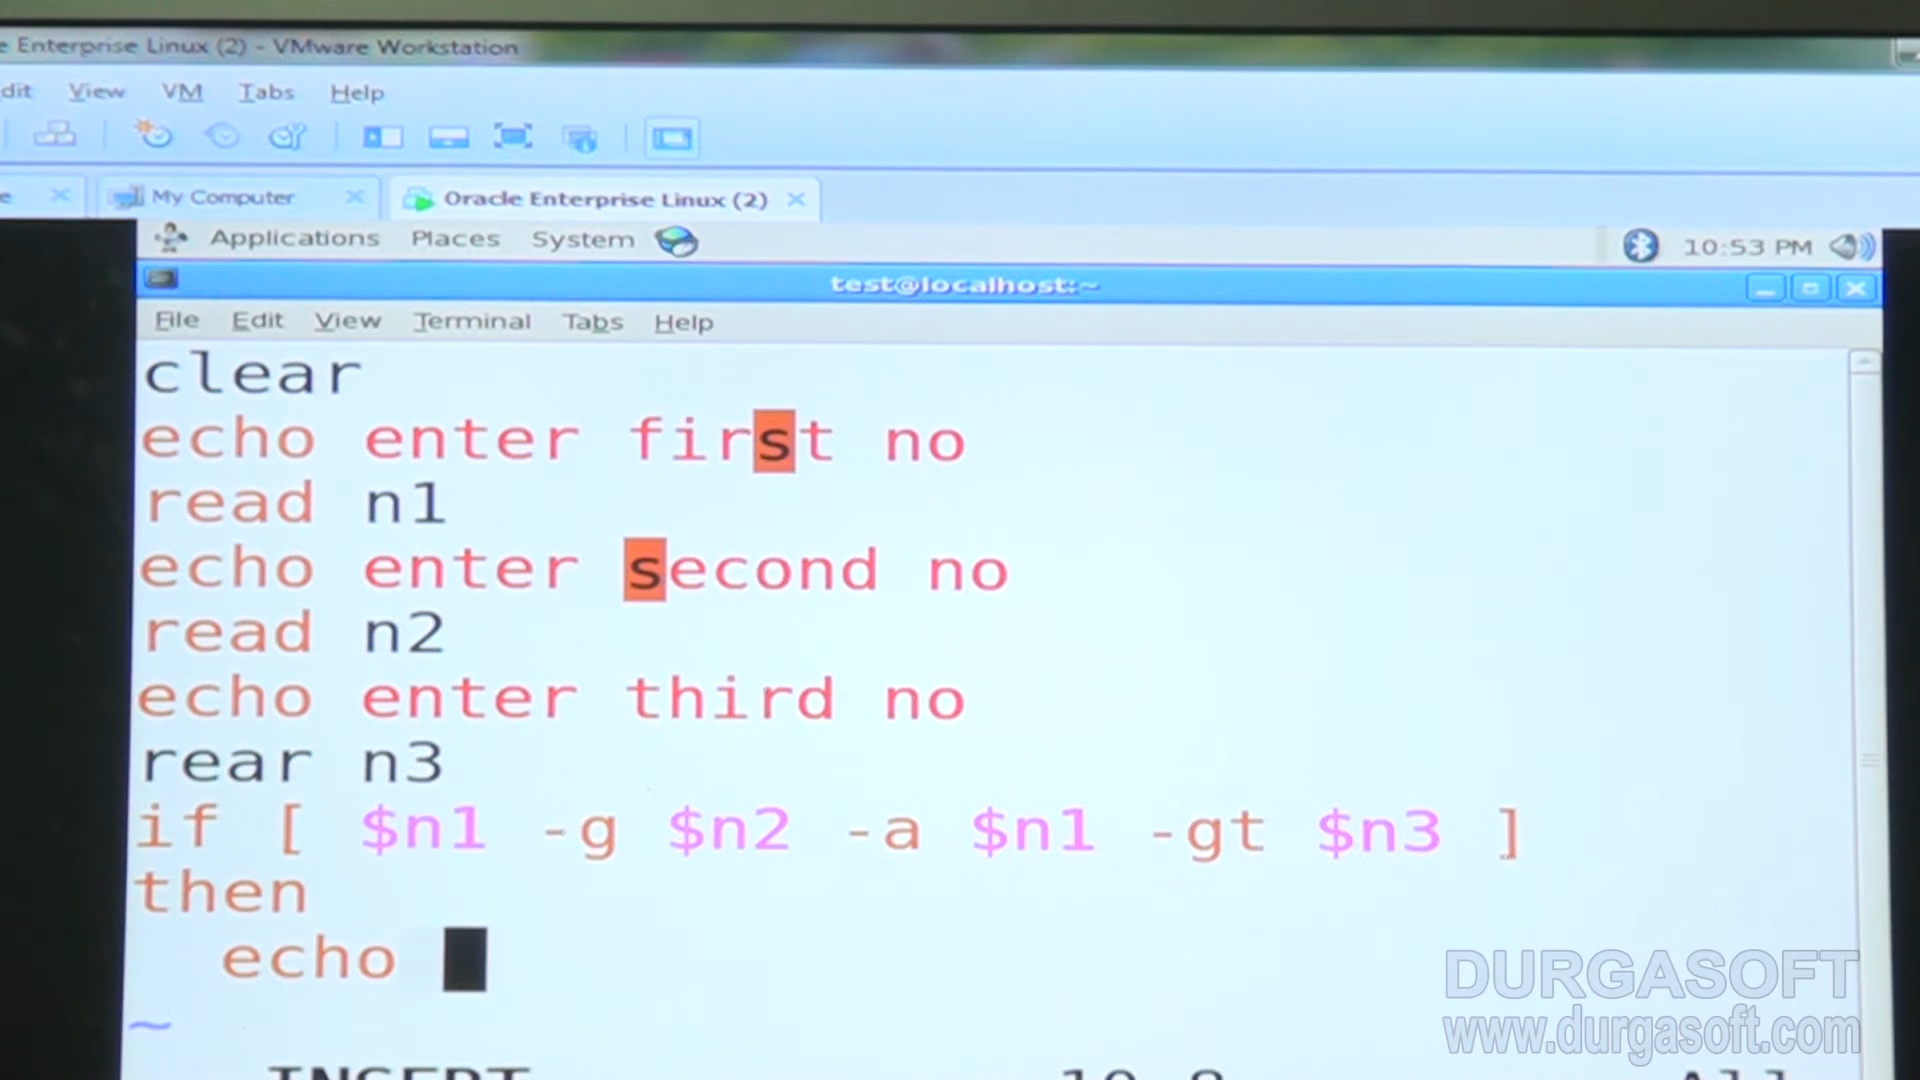 e Enterprise Linux (2) - VMware Workstation
dit View VM Tabs Help
e My Computer Oracle Enterprise Linux (2)
Applications Places System 10:53 PM
test@localhost:~
File Edit View Terminal Tabs Help
clear
echo enter first no
read n1
echo enter second no
read n2
echo enter third no
rear n3
if [ $n1 -g $n2 -a $n1 -gt $n3 ]
then
echo
~
DURGASOFT
www.durgasoft.com
INSERT